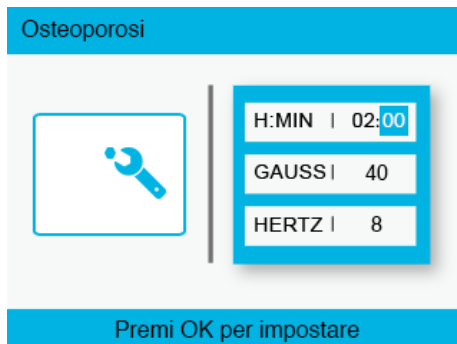 Osteoporosi
H:MIN | 02:00
GAUSS | 40
HERTZ | 8
Premi OK per impostare